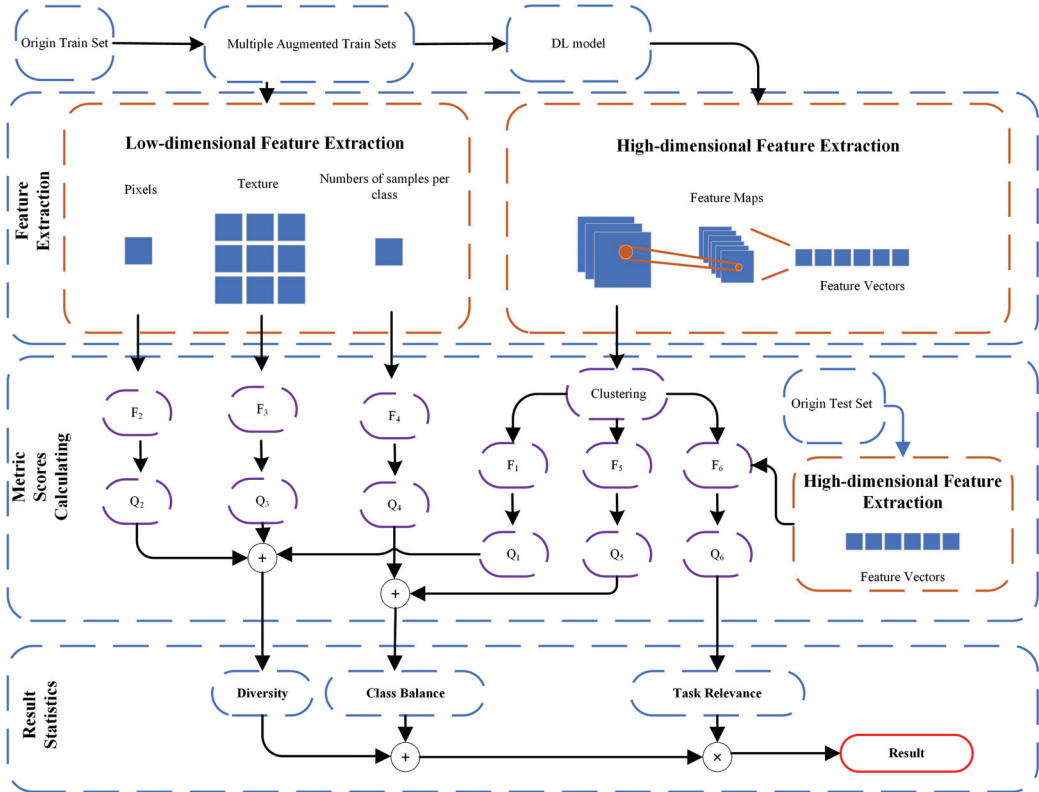 Origin Train Set
Multiple Augmented Train Sets
DL model
Feature
Extraction
Low-dimensional Feature Extraction
Pixels
Texture
Numbers of samples per
class
High-dimensional Feature Extraction
Feature Maps
Feature Vectors
Metric
Scores
Calculating
F₂
F₃
F₄
Clustering
Origin Test Set
F₁
F₅
F₆
High-dimensional Feature
Extraction
Feature Vectors
Q₂
Q₃
Q₄
Q₁
Q₅
Q₆
+
+
Result
Statistics
Diversity
Class Balance
Task Relevance
+
×
Result